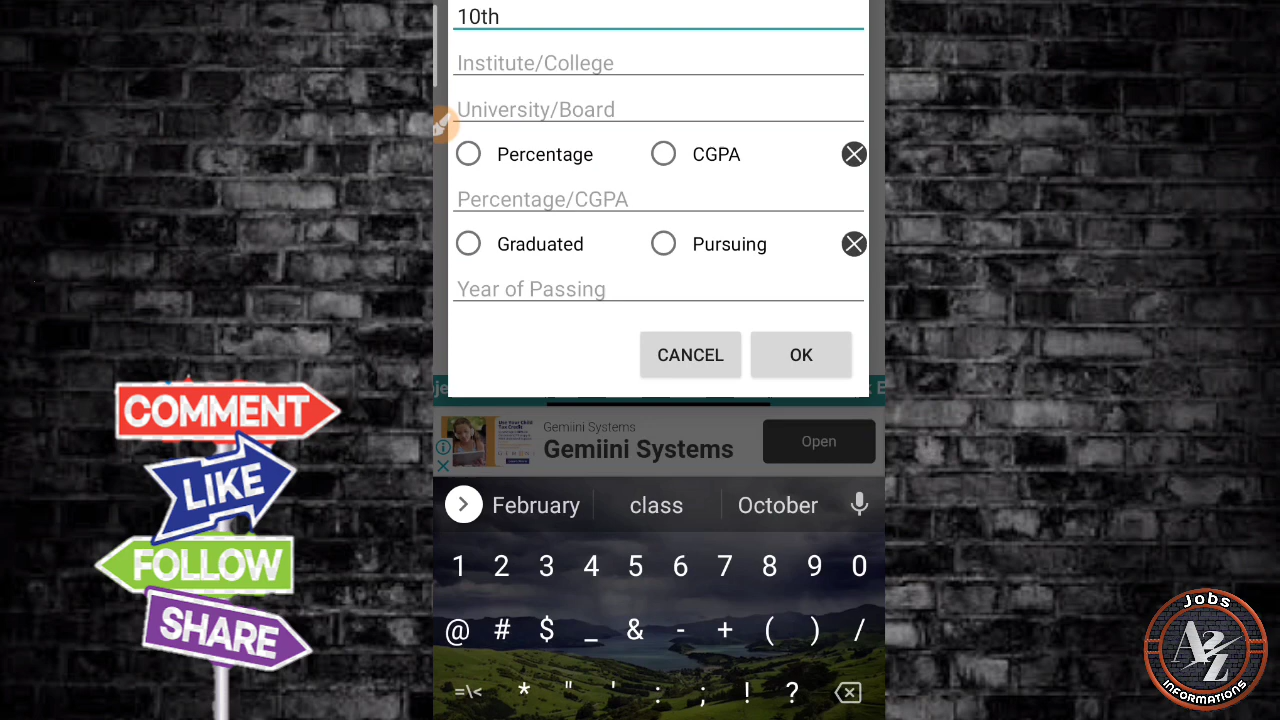 10th
Institute/College
University/Board
Percentage CGPA
Percentage/CGPA
Graduated Pursuing
Year of Passing
CANCEL OK
Gemiini Systems
Gemiini Systems
Open
February class October
1 2 3 4 5 6 7 8 9 0
@ # $ _ & - + ( ) /
=\< * " ' : ; ! ?
COMMENT
LIKE
FOLLOW
SHARE
Jobs
A2Z
INFORMATIONS